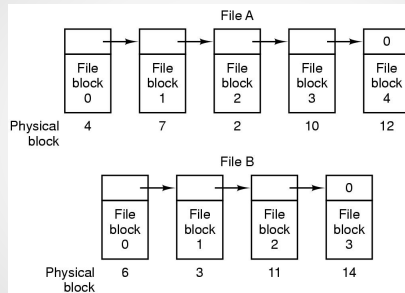 File A
0
File block 0
File block 1
File block 2
File block 3
File block 4
Physical block
4 7 2 10 12
File B
0
File block 0
File block 1
File block 2
File block 3
Physical block
6 3 11 14